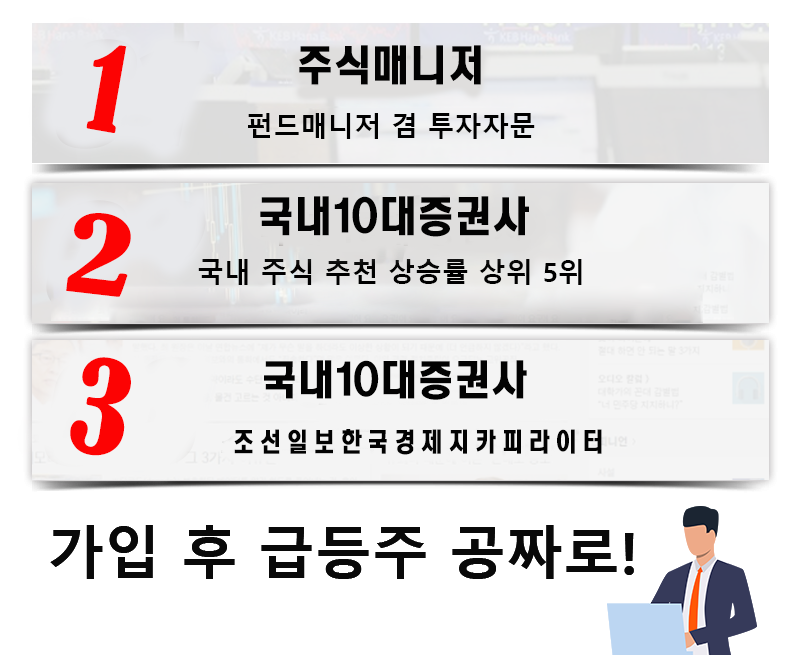 1
주식매니저
펀드매니저 겸 투자자문
2
국내10대증권사
국내 주식 추천 상승률 상위 5위
3
국내10대증권사
조선일보한국경제지카피라이터
가입 후 급등주 공짜로!